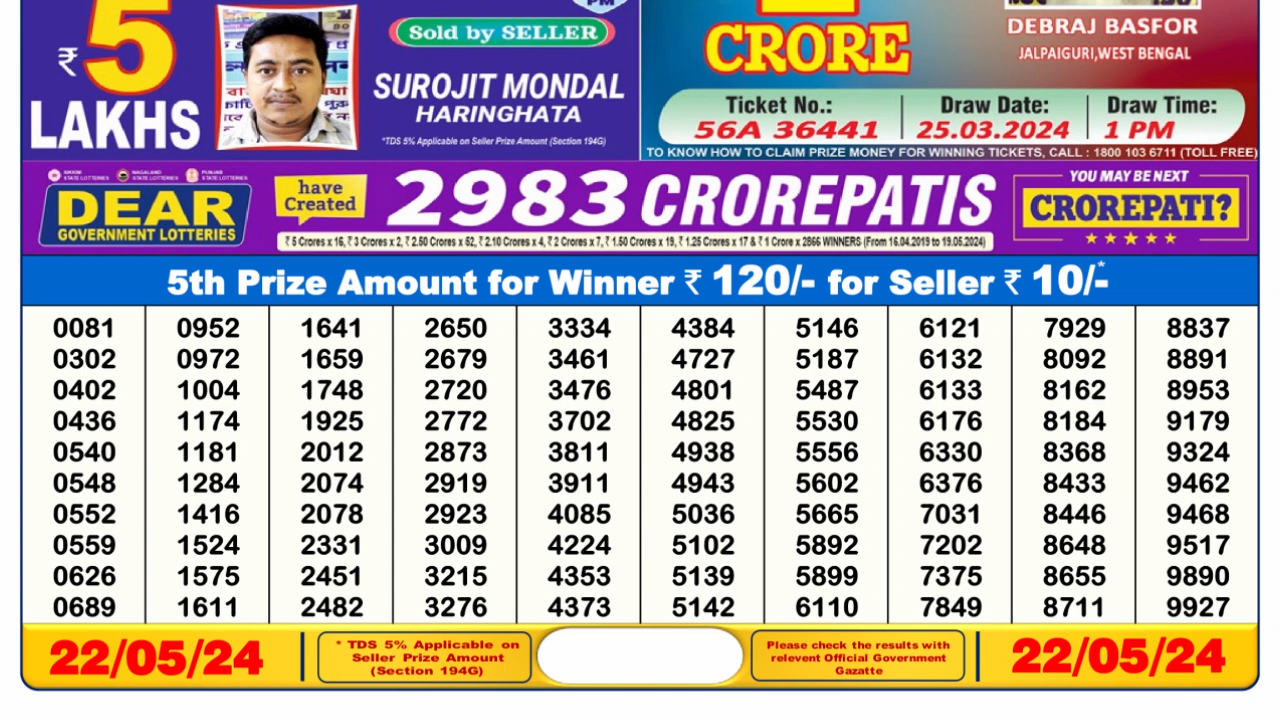 PM
₹ 5
LAKHS
Sold by SELLER
SUROJIT MONDAL
HARINGHATA
*TDS 5% Applicable on Seller Prize Amount (Section 194G)
CRORE
DEBRAJ BASFOR
JALPAIGURI,WEST BENGAL
Ticket No.: Draw Date: Draw Time:
56A 36441 25.03.2024 1 PM
TO KNOW HOW TO CLAIM PRIZE MONEY FOR WINNING TICKETS, CALL : 1800 103 6711 (TOLL FREE)
SIKKIM STATE LOTTERIES NAGALAND STATE LOTTERIES PUNJAB STATE LOTTERIES
DEAR
GOVERNMENT LOTTERIES
have
Created
2983 CROREPATIS
₹ 5 Crores x 16, ₹ 3 Crores x 2, ₹ 2.50 Crores x 52, ₹ 2.10 Crores x 4, ₹ 2 Crores x 7, ₹ 1.50 Crores x 19, ₹ 1.25 Crores x 17 & ₹ 1 Crore x 2866 WINNERS (From 16.04.2019 to 19.05.2024)
YOU MAY BE NEXT
CROREPATI?
5th Prize Amount for Winner ₹ 120/- for Seller ₹ 10/-*
0081 0952 1641 2650 3334 4384 5146 6121 7929 8837
0302 0972 1659 2679 3461 4727 5187 6132 8092 8891
0402 1004 1748 2720 3476 4801 5487 6133 8162 8953
0436 1174 1925 2772 3702 4825 5530 6176 8184 9179
0540 1181 2012 2873 3811 4938 5556 6330 8368 9324
0548 1284 2074 2919 3911 4943 5602 6376 8433 9462
0552 1416 2078 2923 4085 5036 5665 7031 8446 9468
0559 1524 2331 3009 4224 5102 5892 7202 8648 9517
0626 1575 2451 3215 4353 5139 5899 7375 8655 9890
0689 1611 2482 3276 4373 5142 6110 7849 8711 9927
22/05/24
* TDS 5% Applicable on
Seller Prize Amount
(Section 194G)
Please check the results with
relevent Official Government
Gazatte
22/05/24